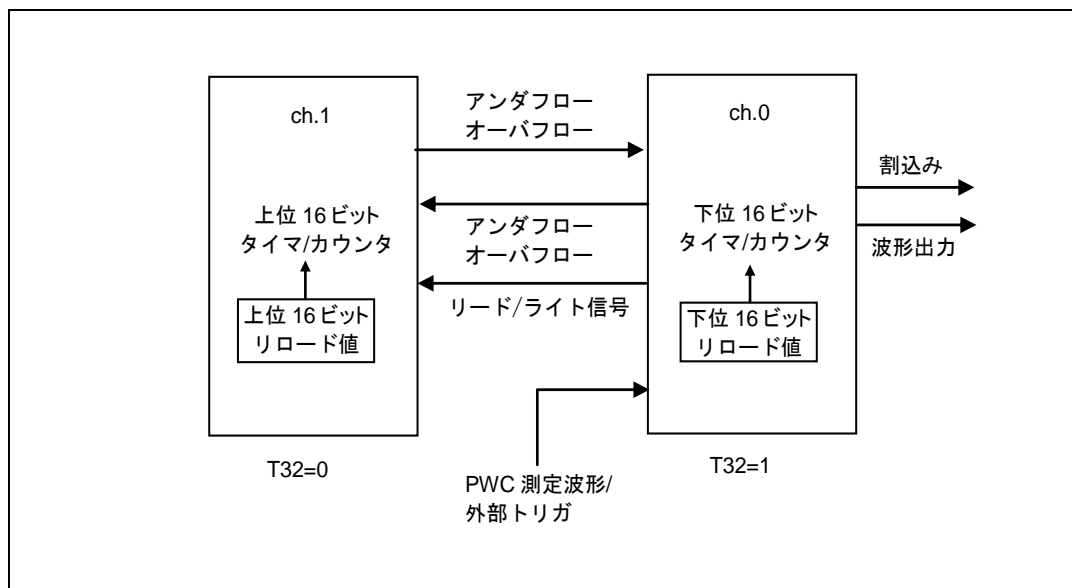 ch.1
上位 16 ビット
タイマ/カウンタ
上位 16 ビット
リロード値
T32=0
アンダフロー
オーバフロー
アンダフロー
オーバフロー
リード/ライト信号
PWC 測定波形/
外部トリガ
ch.0
下位 16 ビット
タイマ/カウンタ
下位 16 ビット
リロード値
T32=1
割込み
波形出力